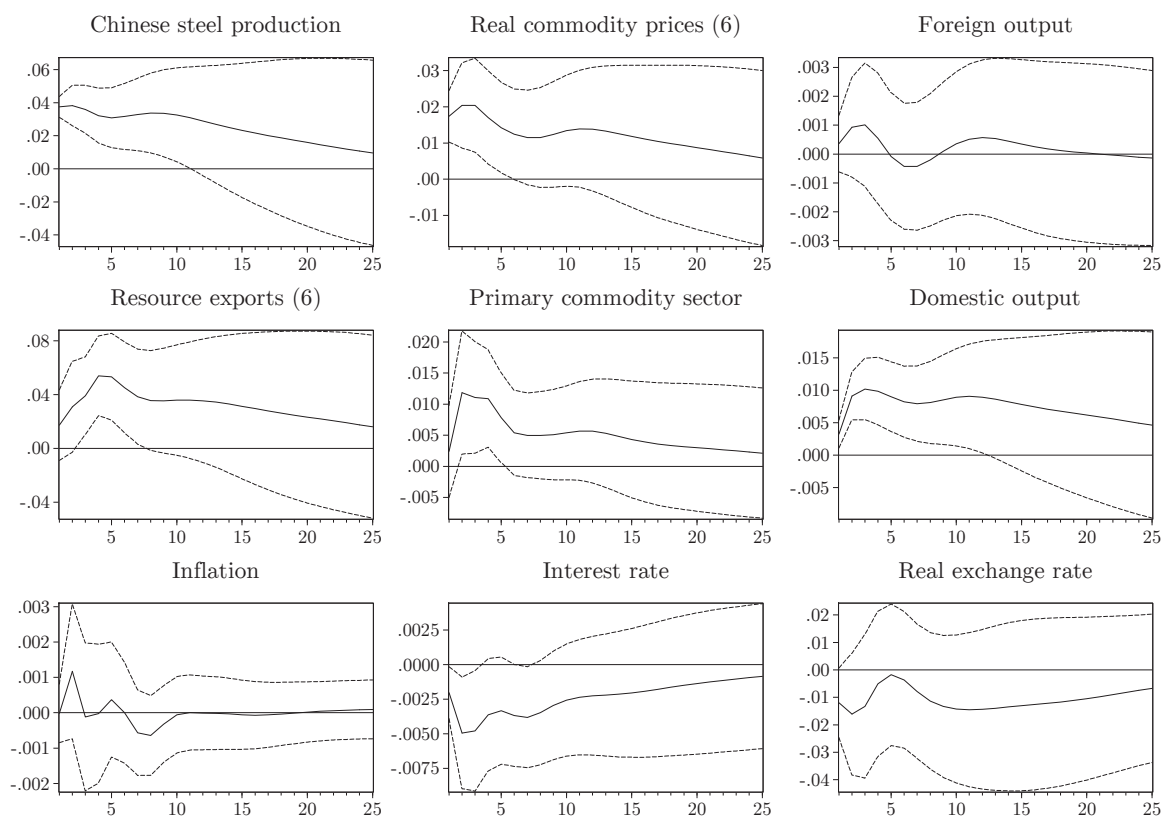 Chinese steel production
Real commodity prices (6)
Foreign output
.06
.04
.02
.00
-.02
-.04
5 10 15 20 25
.03
.02
.01
.00
-.01
5 10 15 20 25
.003
.002
.001
.000
-.001
-.002
-.003
5 10 15 20 25
Resource exports (6)
Primary commodity sector
Domestic output
.08
.04
.00
-.04
5 10 15 20 25
.020
.015
.010
.005
.000
-.005
5 10 15 20 25
.015
.010
.005
.000
-.005
5 10 15 20 25
Inflation
Interest rate
Real exchange rate
.003
.002
.001
.000
-.001
-.002
5 10 15 20 25
.0025
.0000
-.0025
-.0050
-.0075
5 10 15 20 25
.02
.01
.00
-.01
-.02
-.03
-.04
5 10 15 20 25